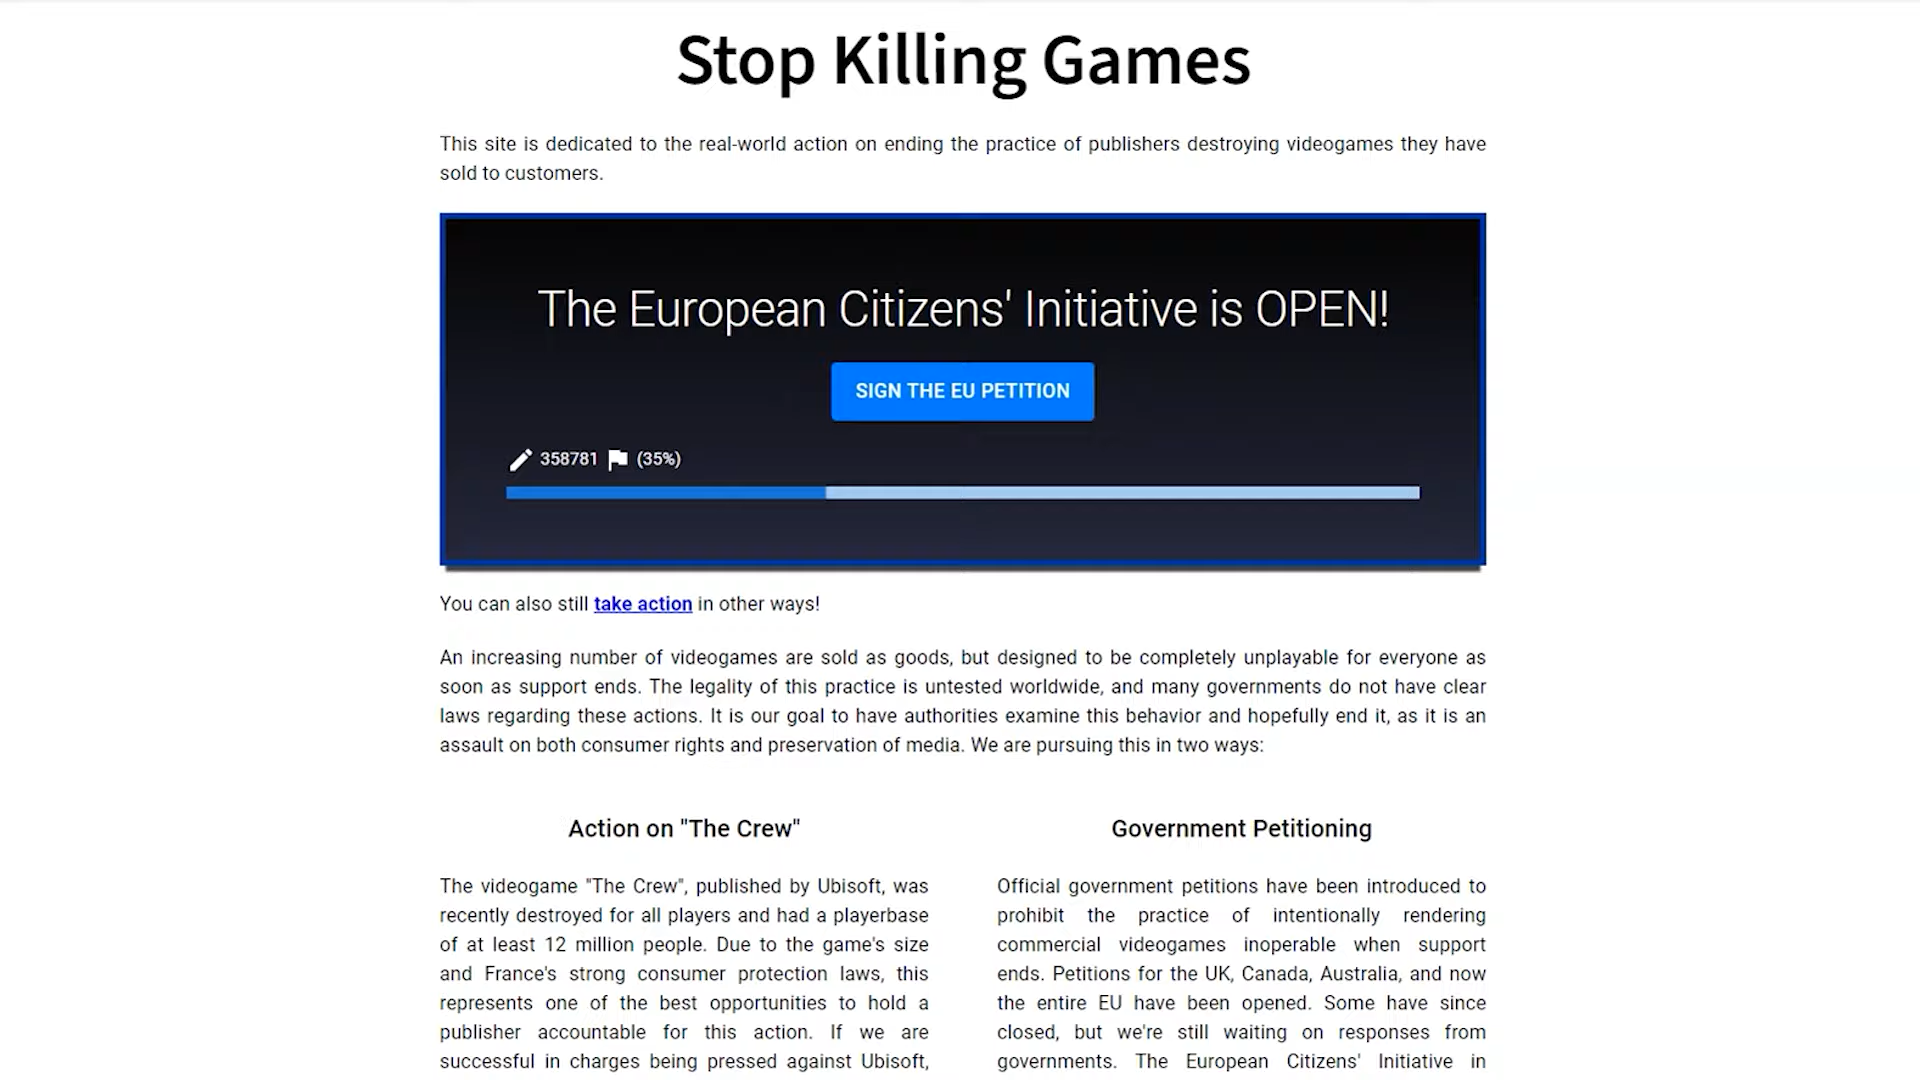 Stop Killing Games
This site is dedicated to the real-world action on ending the practice of publishers destroying videogames they have
sold to customers.
The European Citizens' Initiative is OPEN!
SIGN THE EU PETITION
358781 (35%)
You can also still take action in other ways!
An increasing number of videogames are sold as goods, but designed to be completely unplayable for everyone as
soon as support ends. The legality of this practice is untested worldwide, and many governments do not have clear
laws regarding these actions. It is our goal to have authorities examine this behavior and hopefully end it, as it is an
assault on both consumer rights and preservation of media. We are pursuing this in two ways:
Action on "The Crew"
The videogame "The Crew", published by Ubisoft, was
recently destroyed for all players and had a playerbase
of at least 12 million people. Due to the game's size
and France's strong consumer protection laws, this
represents one of the best opportunities to hold a
publisher accountable for this action. If we are
successful in charges being pressed against Ubisoft,
Government Petitioning
Official government petitions have been introduced to
prohibit the practice of intentionally rendering
commercial videogames inoperable when support
ends. Petitions for the UK, Canada, Australia, and now
the entire EU have been opened. Some have since
closed, but we're still waiting on responses from
governments. The European Citizens' Initiative in